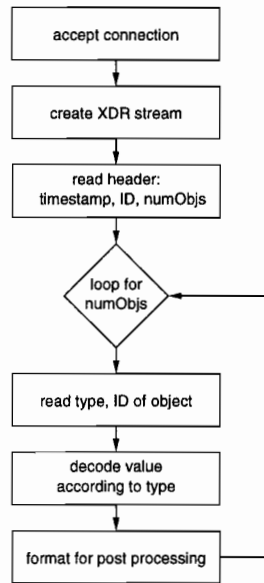 accept connection
create XDR stream
read header:
timestamp, ID, numObjs
loop for
numObjs
read type, ID of object
decode value
according to type
format for post processing